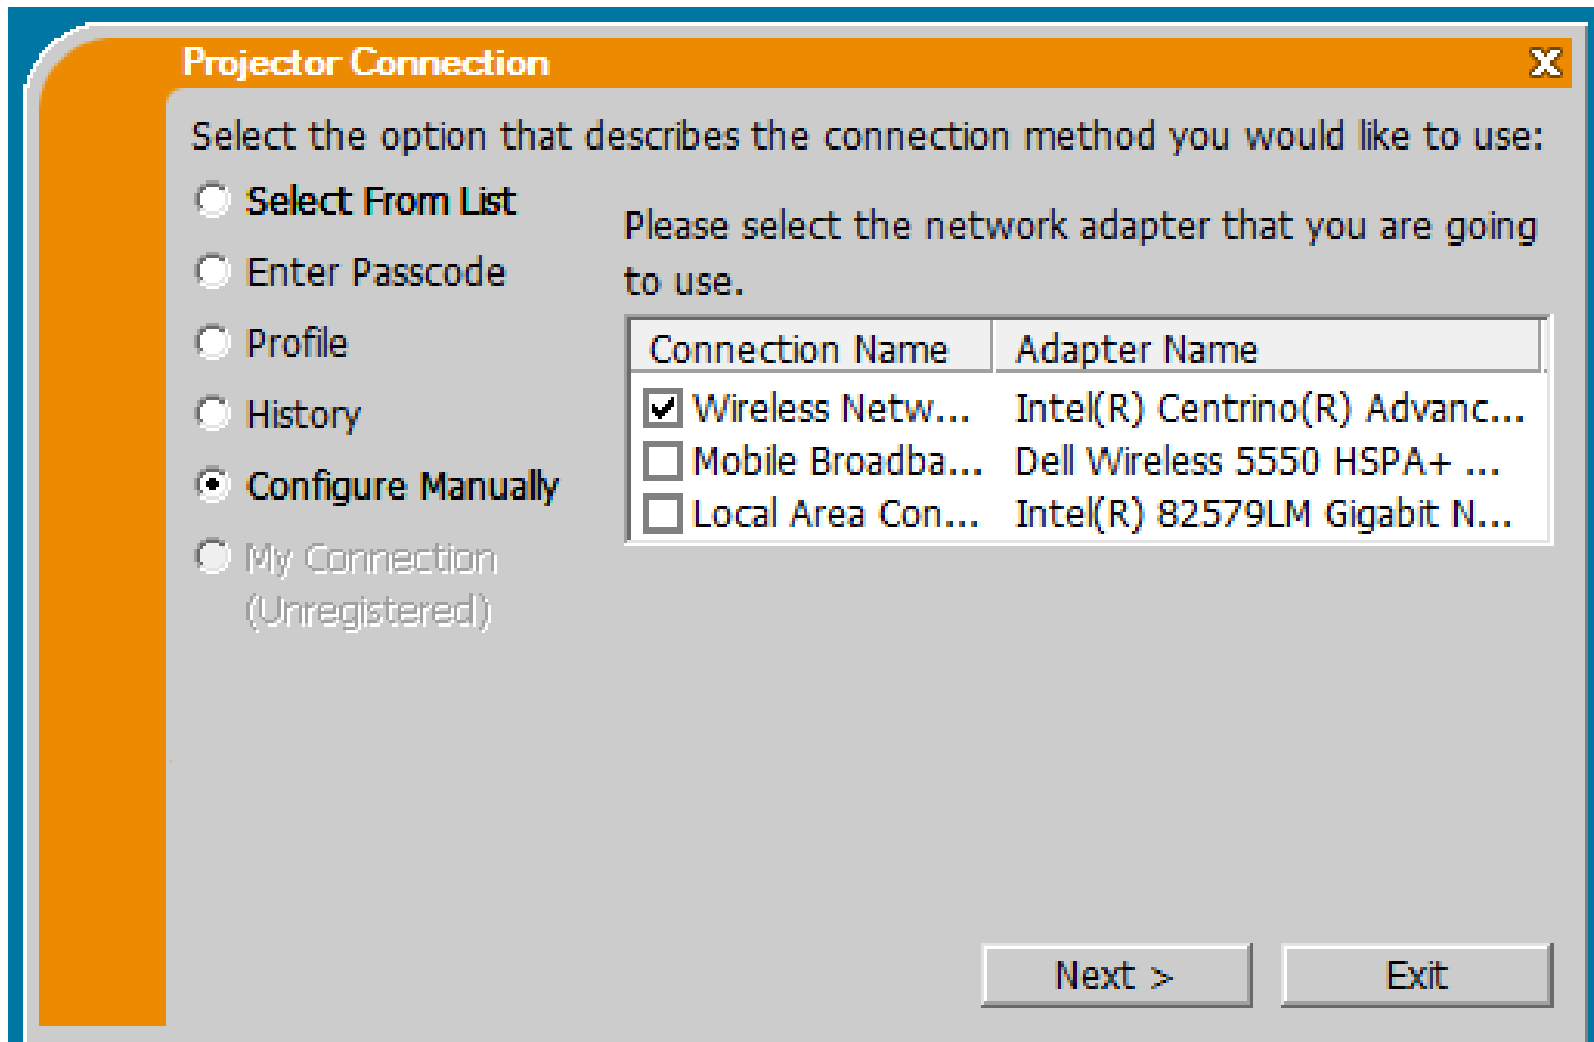 Projector Connection
Select the option that describes the connection method you would like to use:
Select From List
Enter Passcode
Profile
History
Configure Manually
My Connection
(Unregistered)
Please select the network adapter that you are going
to use.
Connection Name Adapter Name
Wireless Netw... Intel(R) Centrino(R) Advanc...
Mobile Broadba... Dell Wireless 5550 HSPA+ ...
Local Area Con... Intel(R) 82579LM Gigabit N...
Next > Exit